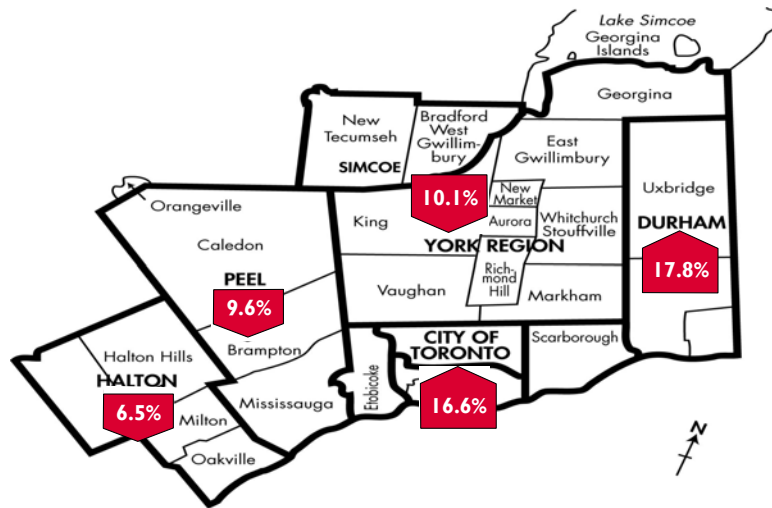 Lake Simcoe
Georgina
Islands
Georgina
New
Tecumseh
Bradford
West
Gwillim-
bury
SIMCOE
East
Gwillimbury
10.1%
New
Market
Uxbridge
Orangeville
King
Aurora
Whitchurch
Stouffville
DURHAM
Caledon
YORK REGION
PEEL
Rich-
mond
Hill
17.8%
9.6%
Vaughan
Markham
Brampton
CITY OF
TORONTO
Scarborough
Halton Hills
HALTON
Etobicoke
6.5%
Mississauga
16.6%
Milton
Oakville
N